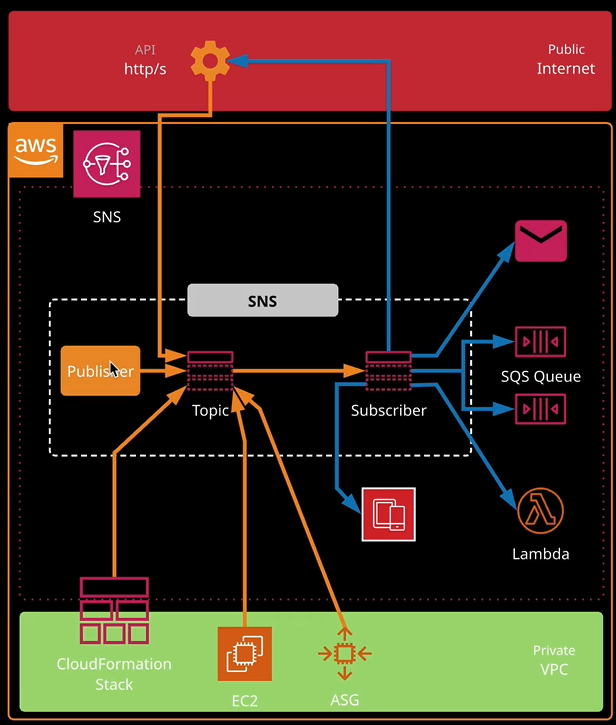 API
http/s
Public
Internet
aws
SNS
SNS
Publisher
Topic
Subscriber
SQS Queue
Lambda
CloudFormation
Stack
EC2
ASG
Private
VPC